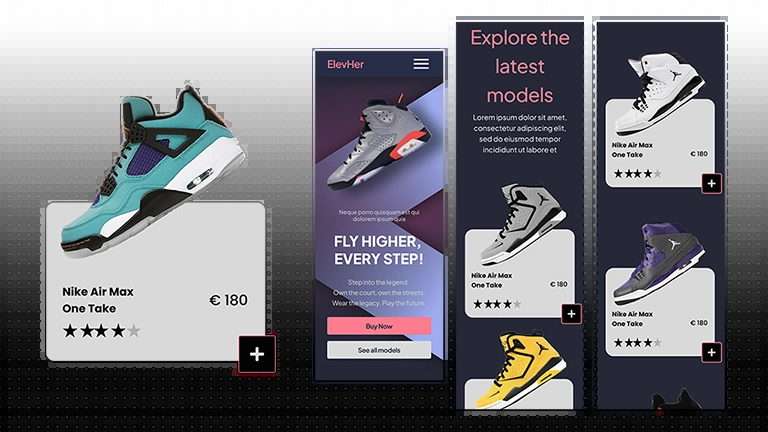 Nike Air Max
One Take
€ 180
ElevHer
Neque porro quisquam est qui
dolorem ipsum quia
FLY HIGHER,
EVERY STEP!
Step into the legend.
Own the court, own the streets.
Wear the legacy. Play the future.
Buy Now
See all models
Explore the
latest
models
Lorem ipsum dolor sit amet,
consectetur adipiscing elit,
sed do eiusmod tempor
incididunt ut labore et
Nike Air Max
One Take
€ 180
Nike Air Max
One Take
€ 180
Nike Air Max
One Take
€ 180